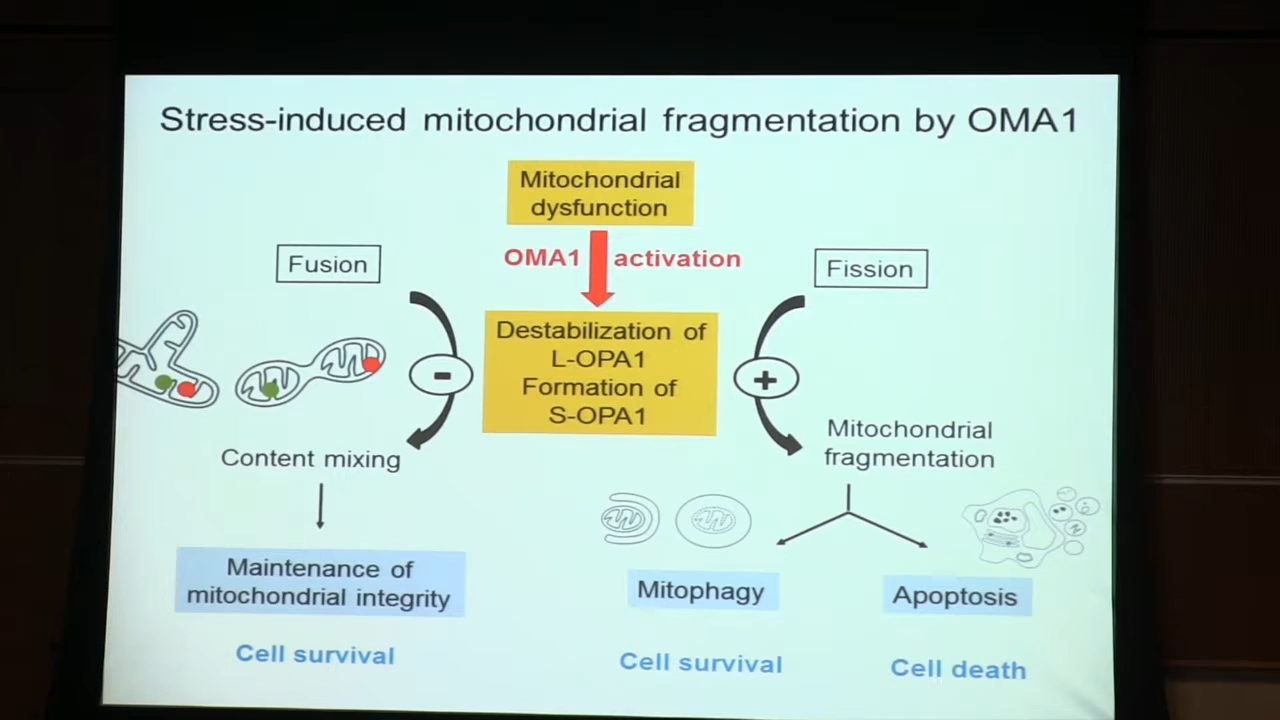 Stress-induced mitochondrial fragmentation by OMA1
Mitochondrial
dysfunction
OMA1 activation
Fusion
Fission
Destabilization of
L-OPA1
Formation of
S-OPA1
-
+
Content mixing
Mitochondrial
fragmentation
Maintenance of
mitochondrial integrity
Mitophagy
Apoptosis
Cell survival
Cell survival
Cell death